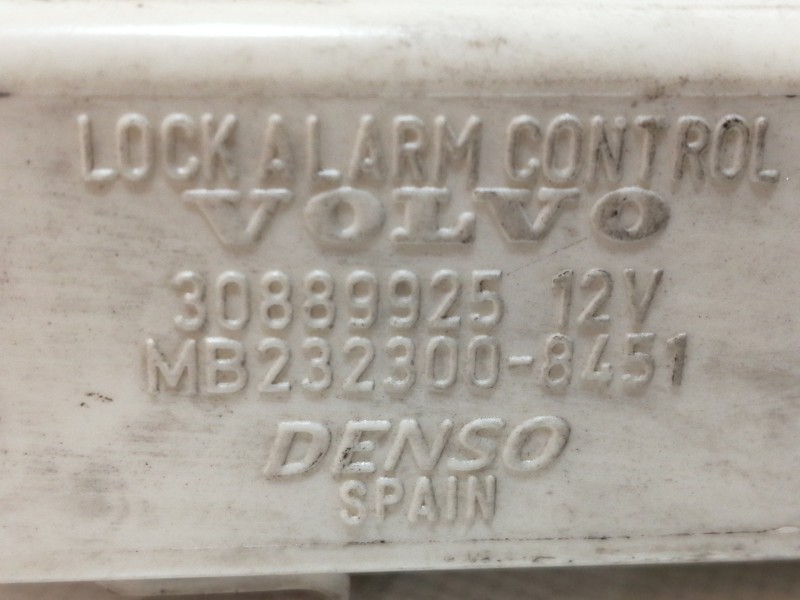 LOCK ALARM CONTROL
VOLVO
30889925 12V
MB232300-8451
DENSO
SPAIN